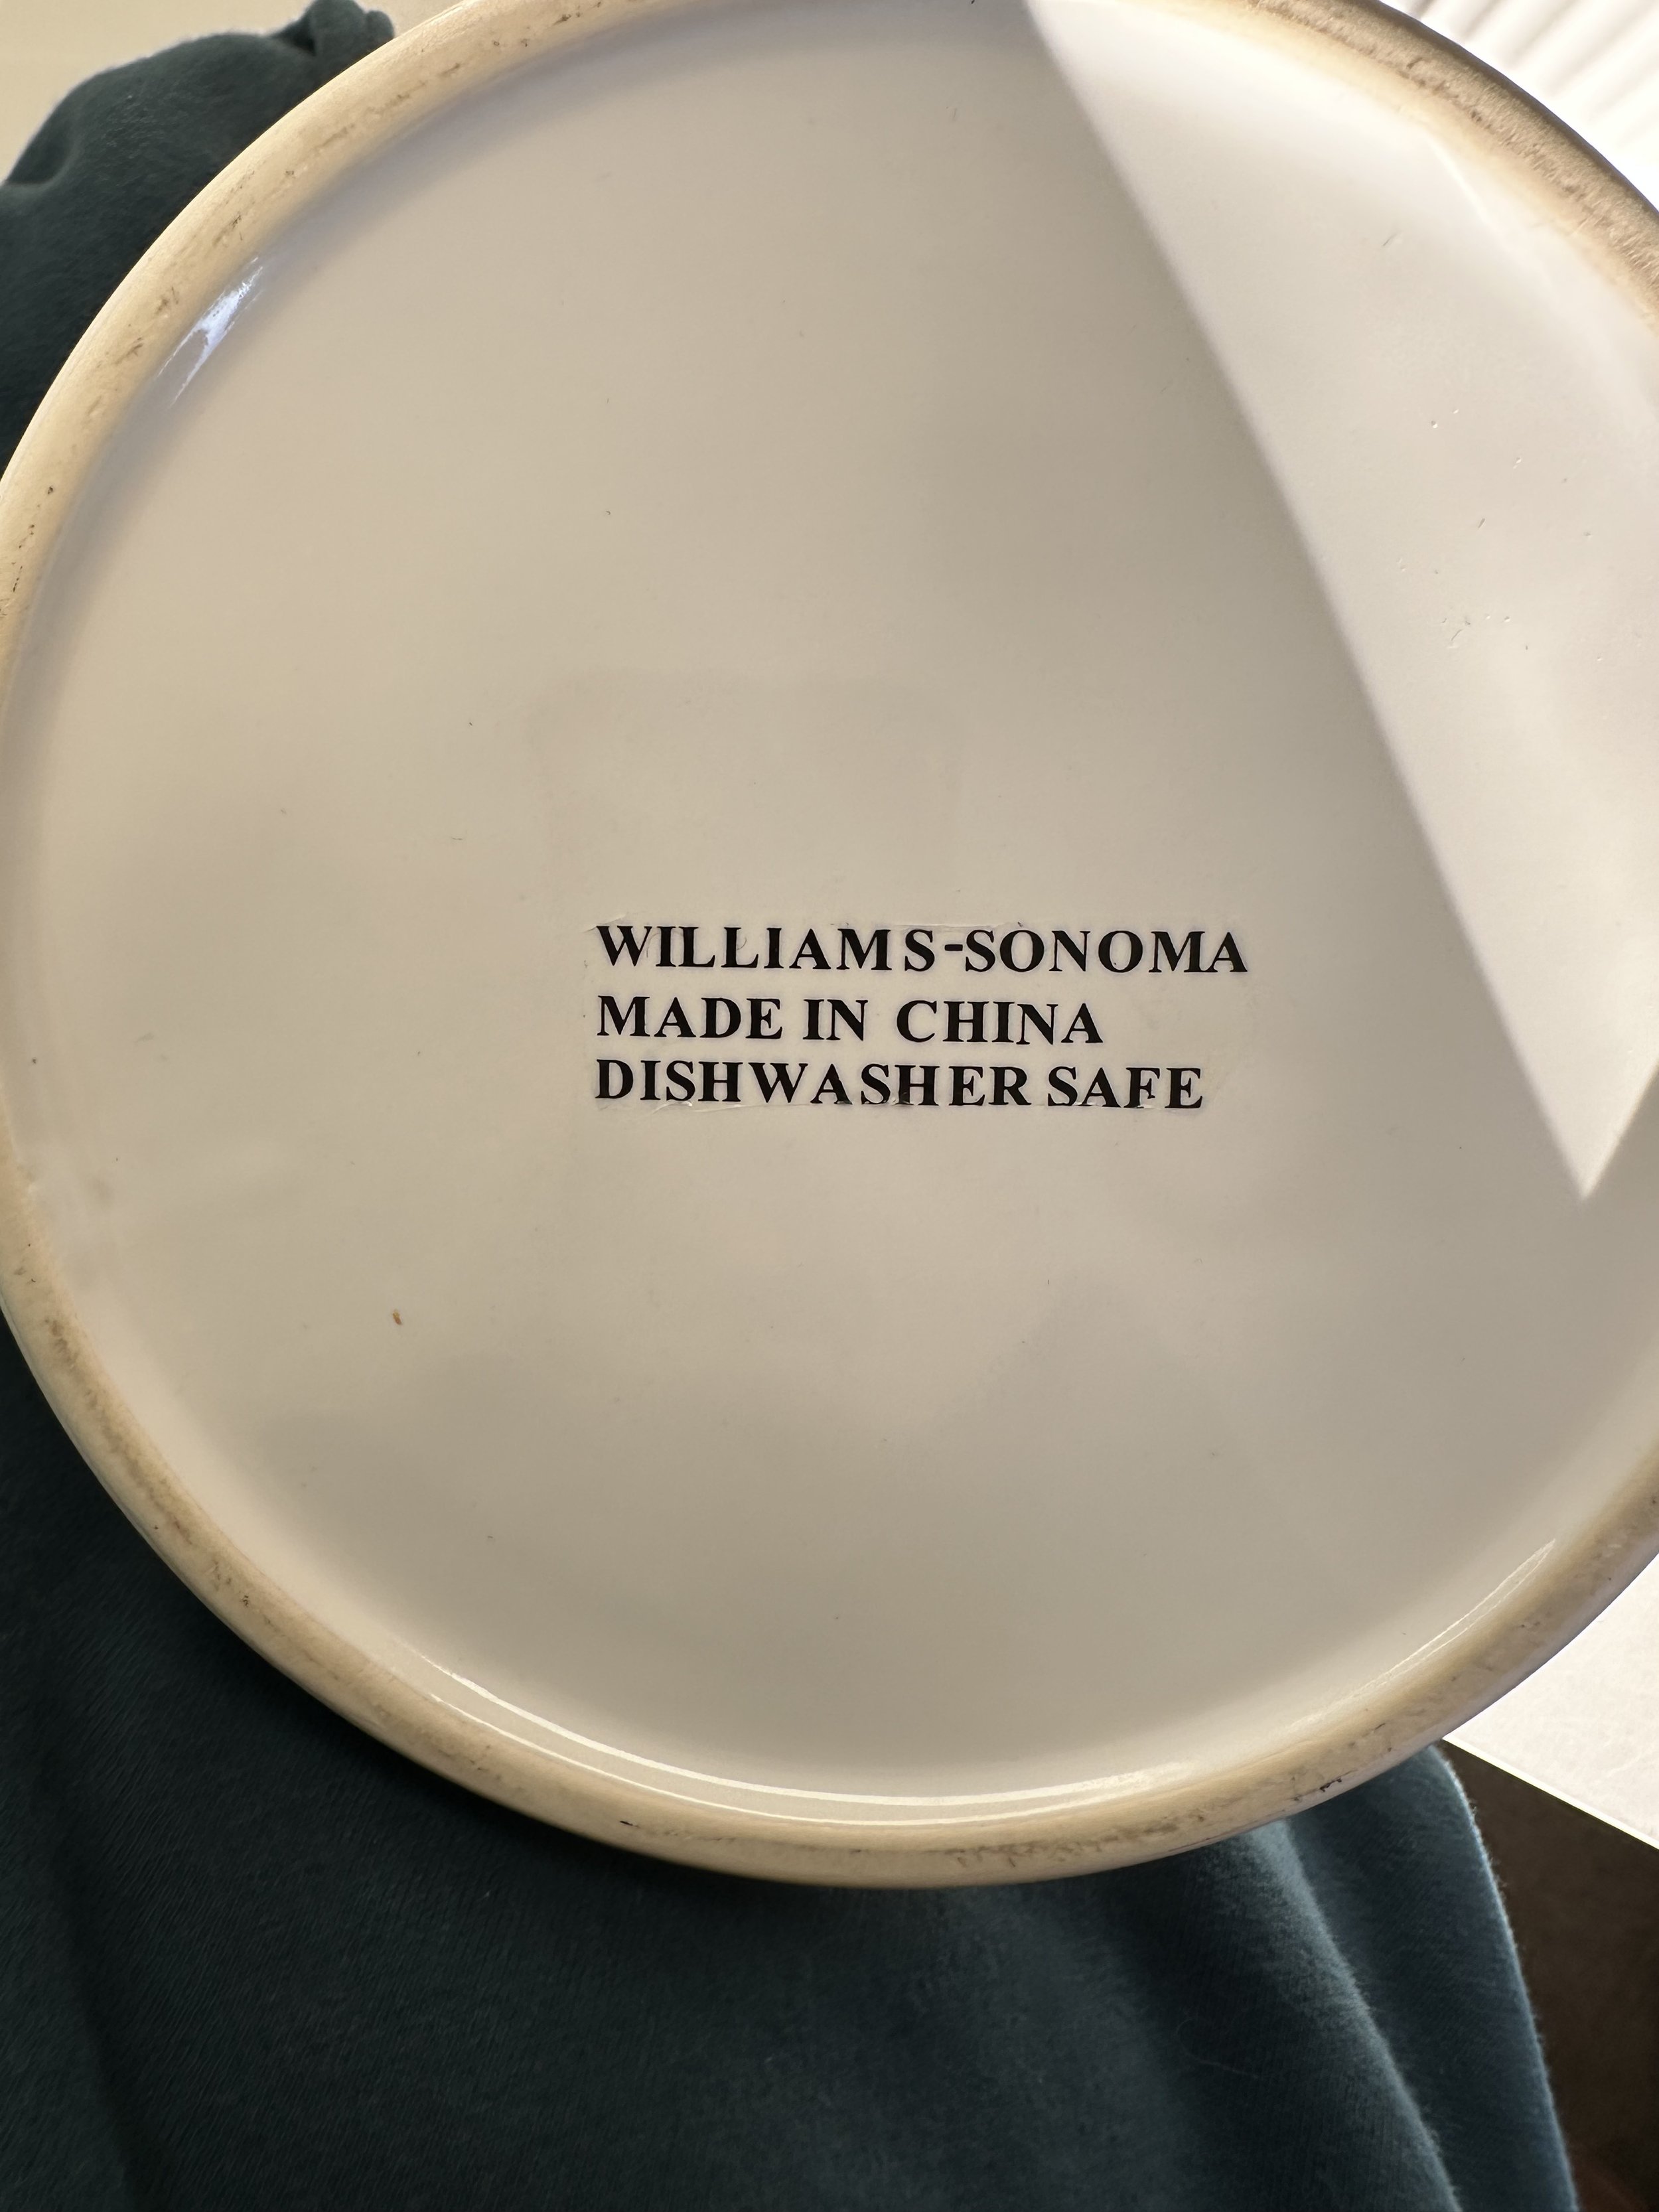 WILLIAMS-SONOMA
MADE IN CHINA
DISHWASHER SAFE